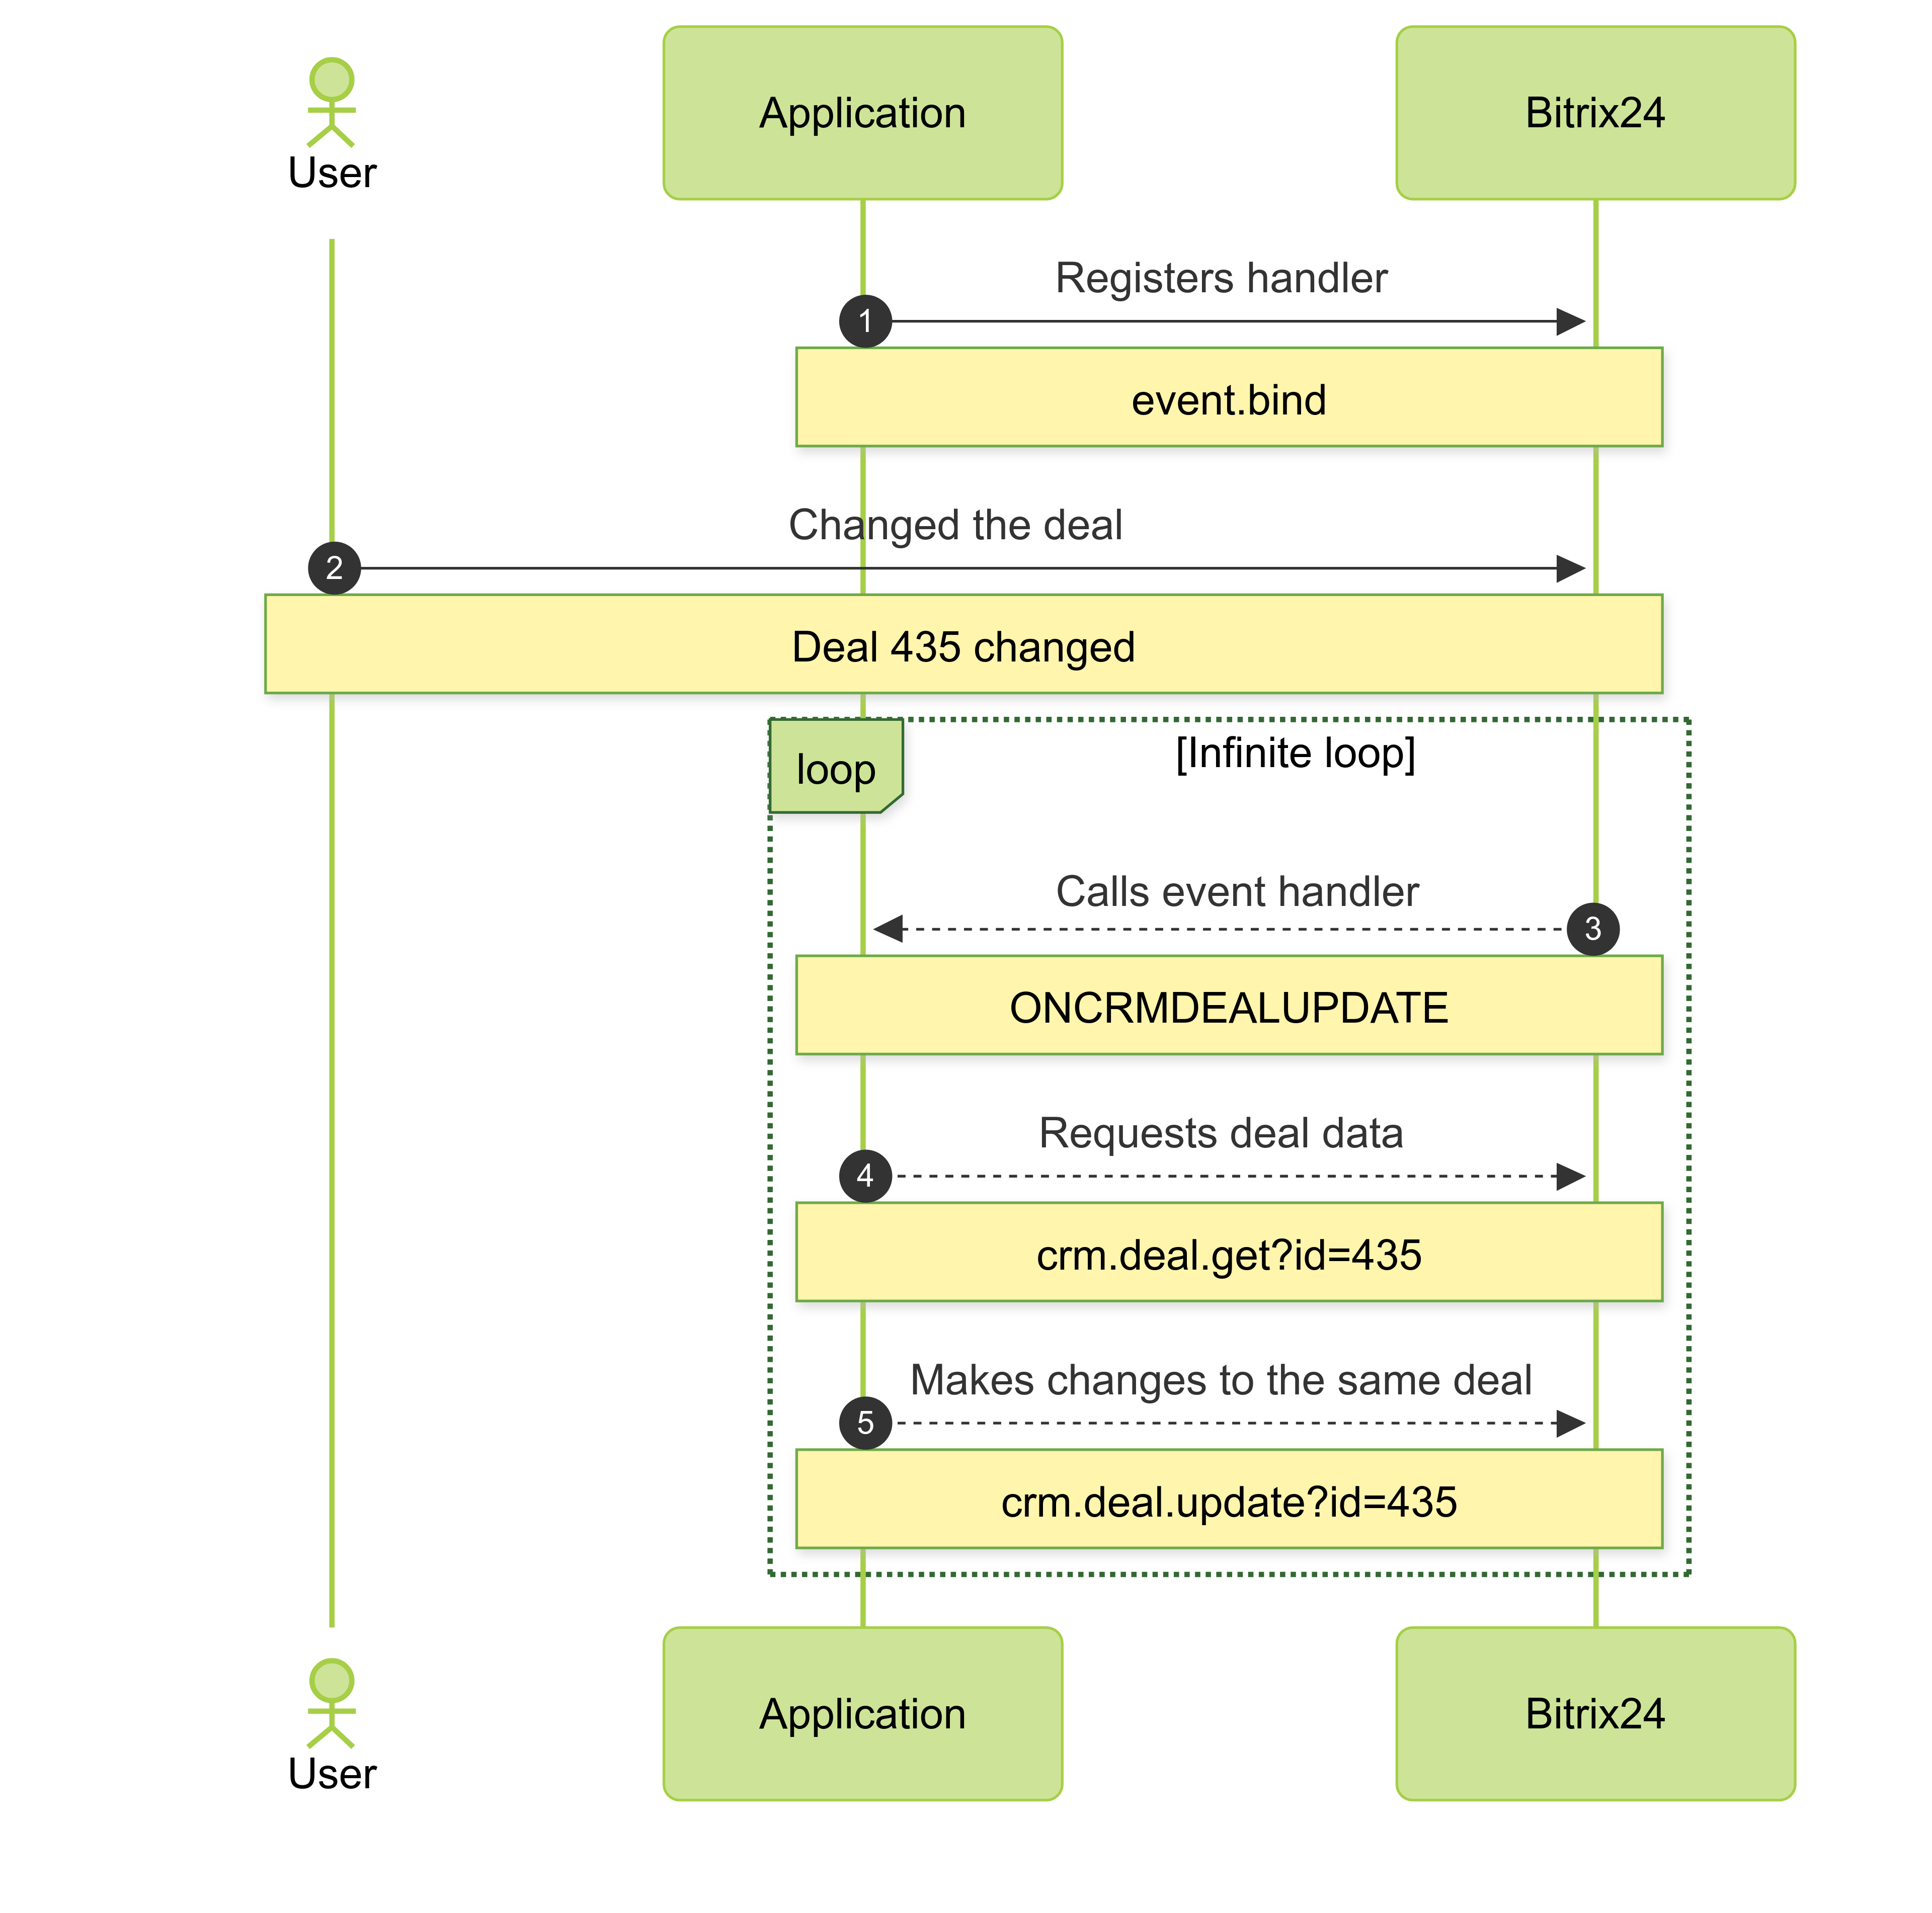 User
Application
Bitrix24
Registers handler
1
event.bind
Changed the deal
2
Deal 435 changed
loop
[Infinite loop]
Calls event handler
3
ONCRMDEALUPDATE
Requests deal data
4
crm.deal.get?id=435
Makes changes to the same deal
5
crm.deal.update?id=435
User
Application
Bitrix24